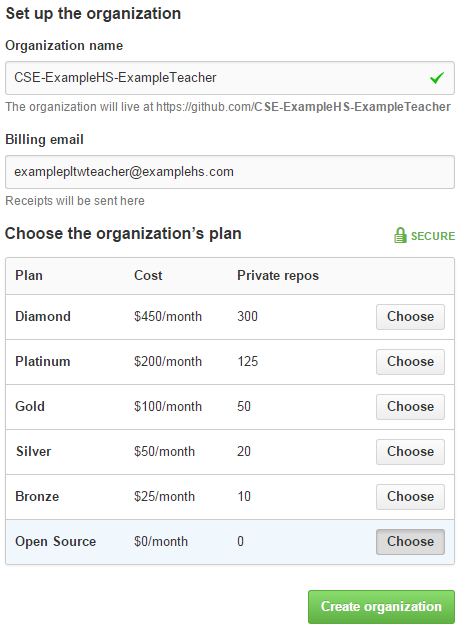 Set up the organization
Organization name
CSE-ExampleHS-ExampleTeacher
The organization will live at https://github.com/CSE-ExampleHS-ExampleTeacher
Billing email
examplepltwteacher@examplehs.com
Receipts will be sent here
Choose the organization's plan SECURE
Plan Cost Private repos
Diamond $450/month 300 Choose
Platinum $200/month 125 Choose
Gold $100/month 50 Choose
Silver $50/month 20 Choose
Bronze $25/month 10 Choose
Open Source $0/month 0 Choose
Create organization